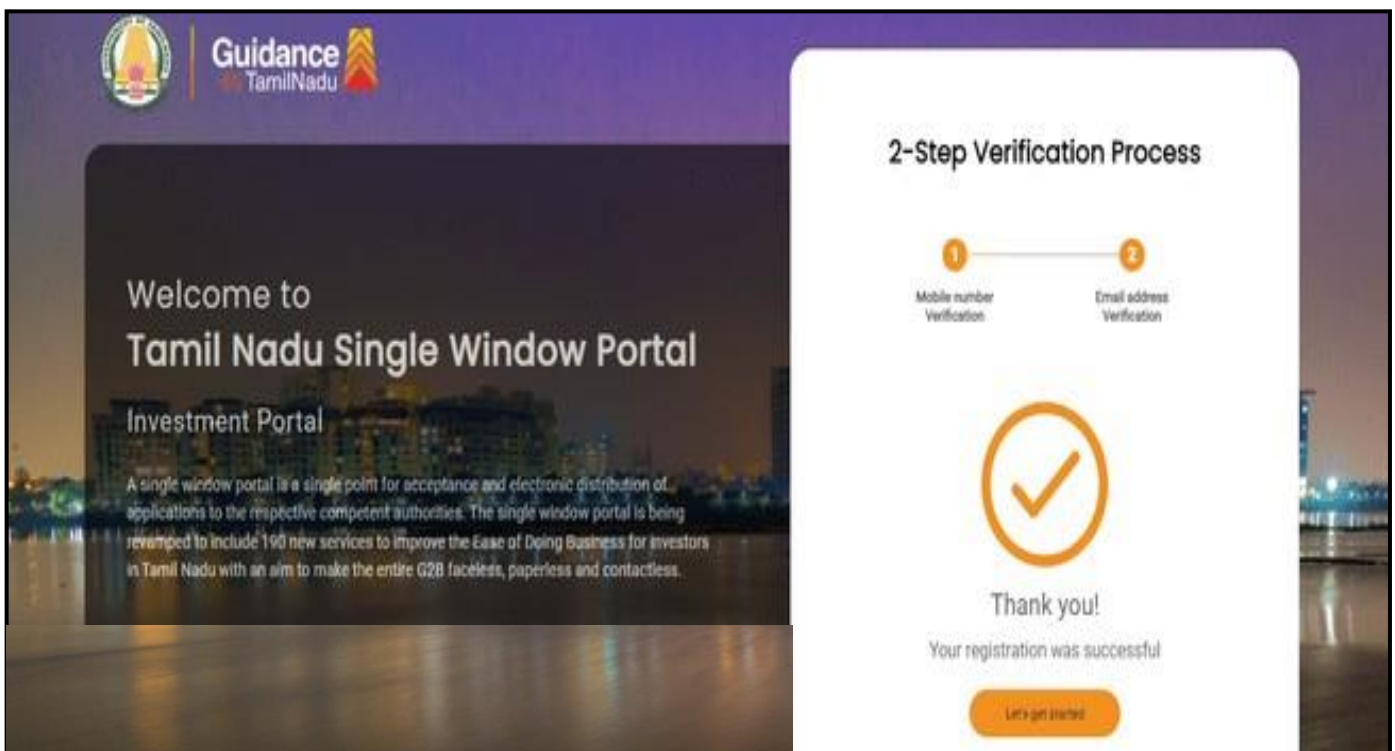 Guidance
TamilNadu
Welcome to
Tamil Nadu Single Window Portal
Investment Portal
A single window portal is a single point for acceptance and electronic distribution of
applications to the respective competent authorities. The single window portal is being
revamped to include 190 new services to improve the Ease of Doing Business for investors
in Tamil Nadu with an aim to make the entire G2B faceless, paperless and contactless.
2-Step Verification Process
1
2
Mobile number
Verification
Email address
Verification
Thank you!
Your registration was successful
Let's get started